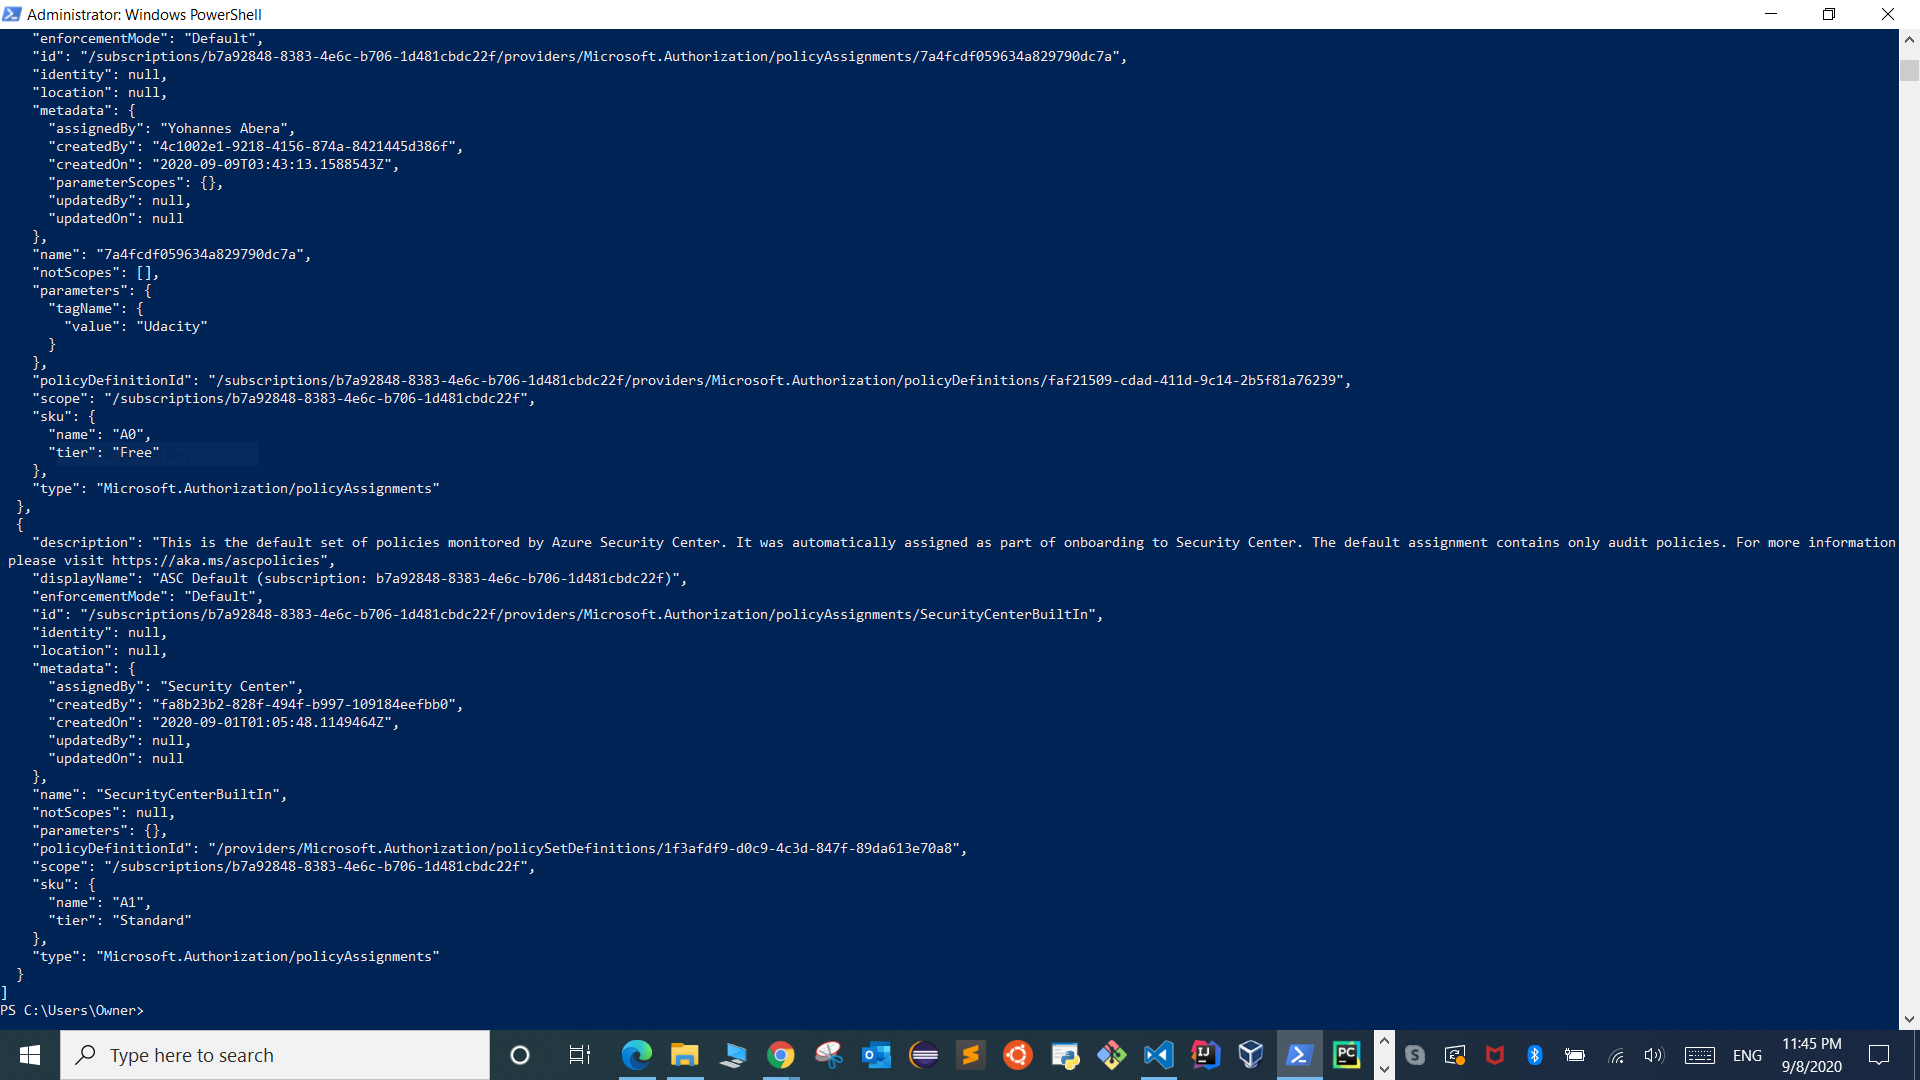 Administrator: Windows PowerShell
    "enforcementMode": "Default",
    "id": "/subscriptions/b7a92848-8383-4e6c-b706-1d481cbdc22f/providers/Microsoft.Authorization/policyAssignments/7a4fcdf059634a829790dc7a",
    "identity": null,
    "location": null,
    "metadata": {
      "assignedBy": "Yohannes Abera",
      "createdBy": "4c1002e1-9218-4156-874a-8421445d386f",
      "createdOn": "2020-09-09T03:43:13.1588543Z",
      "parameterScopes": {},
      "updatedBy": null,
      "updatedOn": null
    },
    "name": "7a4fcdf059634a829790dc7a",
    "notScopes": [],
    "parameters": {
      "tagName": {
        "value": "Udacity"
      }
    },
    "policyDefinitionId": "/subscriptions/b7a92848-8383-4e6c-b706-1d481cbdc22f/providers/Microsoft.Authorization/policyDefinitions/faf21509-cdad-411d-9c14-2b5f81a76239",
    "scope": "/subscriptions/b7a92848-8383-4e6c-b706-1d481cbdc22f",
    "sku": {
      "name": "A0",
      "tier": "Free"
    },
    "type": "Microsoft.Authorization/policyAssignments"
  },
  {
    "description": "This is the default set of policies monitored by Azure Security Center. It was automatically assigned as part of onboarding to Security Center. The default assignment contains only audit policies. For more information
 please visit https://aka.ms/ascpolicies",
    "displayName": "ASC Default (subscription: b7a92848-8383-4e6c-b706-1d481cbdc22f)",
    "enforcementMode": "Default",
    "id": "/subscriptions/b7a92848-8383-4e6c-b706-1d481cbdc22f/providers/Microsoft.Authorization/policyAssignments/SecurityCenterBuiltIn",
    "identity": null,
    "location": null,
    "metadata": {
      "assignedBy": "Security Center",
      "createdBy": "fa8b23b2-828f-494f-b997-109184eefbb0",
      "createdOn": "2020-09-01T01:05:48.1149464Z",
      "updatedBy": null,
      "updatedOn": null
    },
    "name": "SecurityCenterBuiltIn",
    "notScopes": null,
    "parameters": {},
    "policyDefinitionId": "/providers/Microsoft.Authorization/policySetDefinitions/1f3afdf9-d0c9-4c3d-847f-89da613e70a8",
    "scope": "/subscriptions/b7a92848-8383-4e6c-b706-1d481cbdc22f",
    "sku": {
      "name": "A1",
      "tier": "Standard"
    },
    "type": "Microsoft.Authorization/policyAssignments"
  }
]
PS C:\Users\Owner>
Type here to search
IJ
PC
S
ENG
11:45 PM
9/8/2020